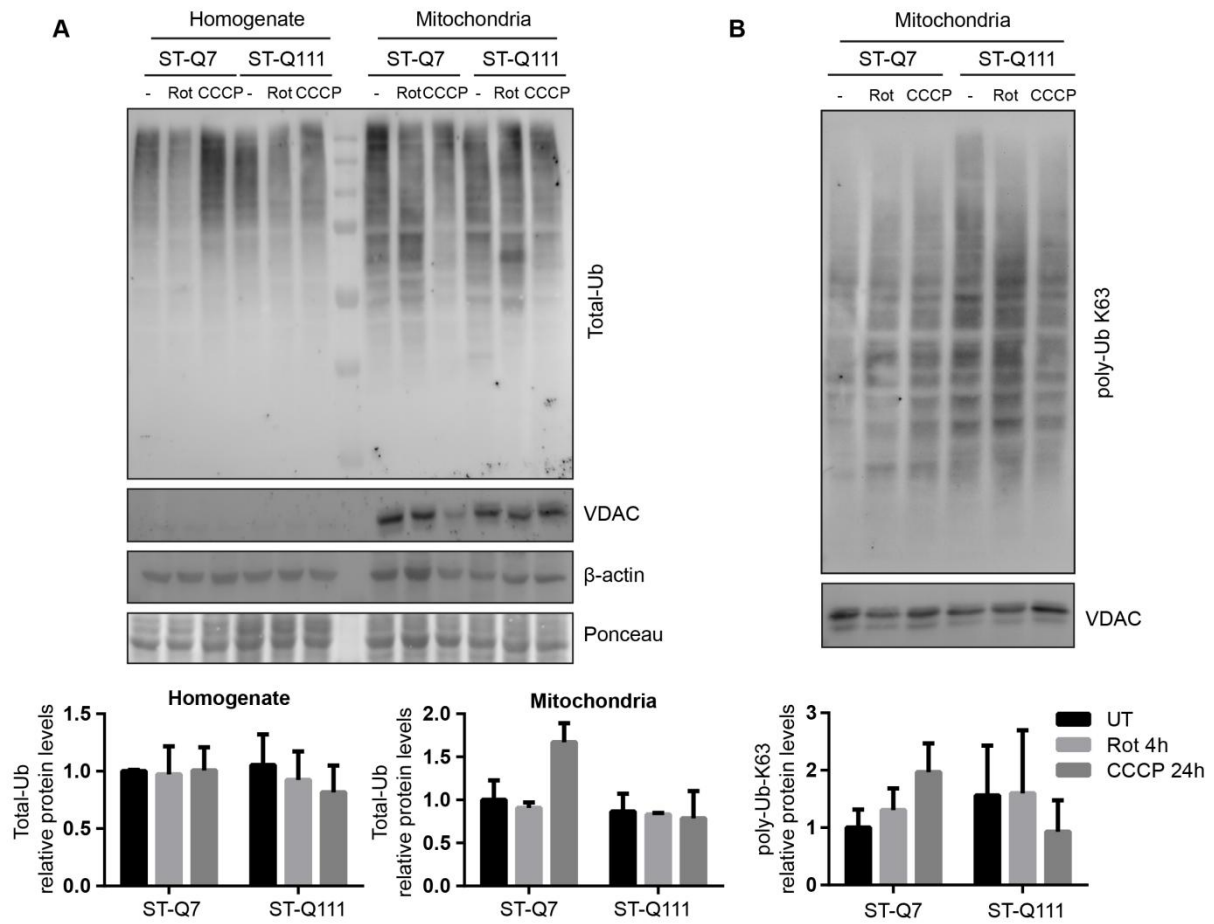 A
Homogenate Mitochondria
ST-Q7 ST-Q111 ST-Q7 ST-Q111
- Rot CCCP - Rot CCCP - Rot CCCP - Rot CCCP
Total-Ub
VDAC
β-actin
Ponceau
B
Mitochondria
ST-Q7 ST-Q111
- Rot CCCP - Rot CCCP
poly-Ub K63
VDAC
Homogenate
Total-Ub
relative protein levels
1.5
1.0
0.5
0.0
ST-Q7 ST-Q111
Mitochondria
Total-Ub
relative protein levels
2.0
1.5
1.0
0.5
0.0
ST-Q7 ST-Q111
poly-Ub-K63
relative protein levels
3
2
1
0
ST-Q7 ST-Q111
UT
Rot 4h
CCCP 24h